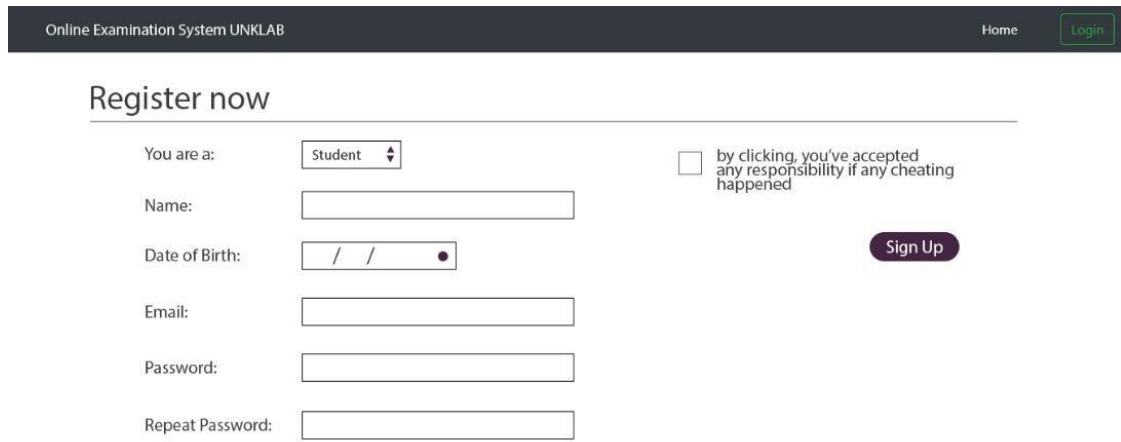 Online Examination System UNKLAB Home Login
Register now
You are a: Student
Name:
Date of Birth: / /
Email:
Password:
Repeat Password:
by clicking, you've accepted
any responsibility if any cheating
happened
Sign Up